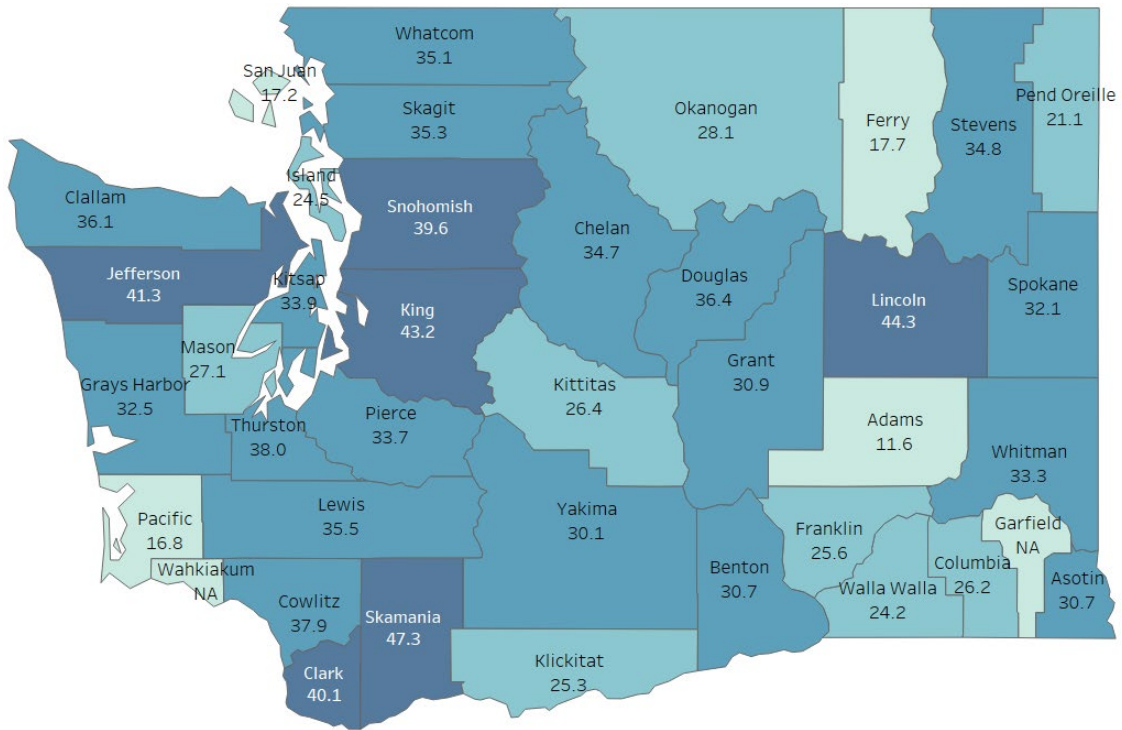 Whatcom
35.1
San Juan
17.2
Skagit
35.3
Okanogan
28.1
Ferry
17.7
Stevens
34.8
Pend Oreille
21.1
Island
24.5
Clallam
36.1
Snohomish
39.6
Chelan
34.7
Jefferson
41.3
Kitsap
33.9
King
43.2
Douglas
36.4
Lincoln
44.3
Spokane
32.1
Mason
27.1
Grays Harbor
32.5
Kittitas
26.4
Grant
30.9
Thurston
38.0
Pierce
33.7
Adams
11.6
Whitman
33.3
Pacific
16.8
Lewis
35.5
Yakima
30.1
Franklin
25.6
Garfield
NA
Wahkiakum
NA
Benton
30.7
Columbia
26.2
Asotin
30.7
Walla Walla
24.2
Cowlitz
37.9
Skamania
47.3
Klickitat
25.3
Clark
40.1